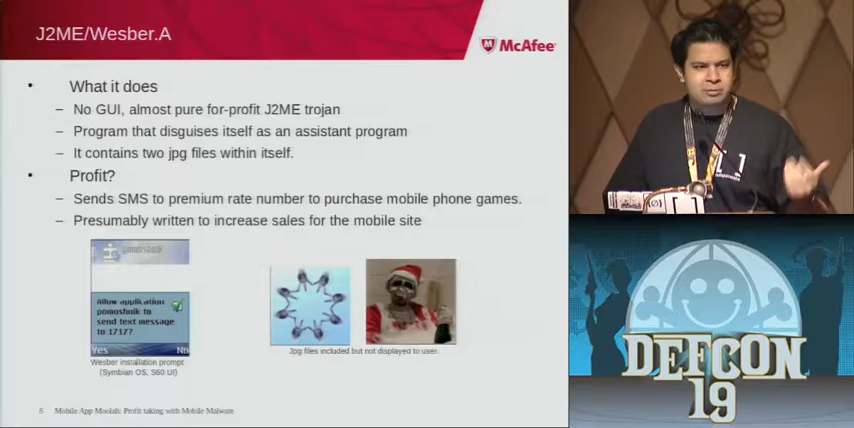 J2ME/Wesber.A
McAfee
• What it does
– No GUI, almost pure for-profit J2ME trojan
– Program that disguises itself as an assistant program
– It contains two jpg files within itself.
• Profit?
– Sends SMS to premium rate number to purchase mobile phone games.
– Presumably written to increase sales for the mobile site
pomoshnik
Allow application
pomoshnik to
send text message
to 1717?
Yes No
Wesber installation prompt
(Symbian OS, S60 UI)
Jpg files included but not displayed to user.
6 Mobile App Moolah: Profit taking with Mobile Malware
DEFCON
19